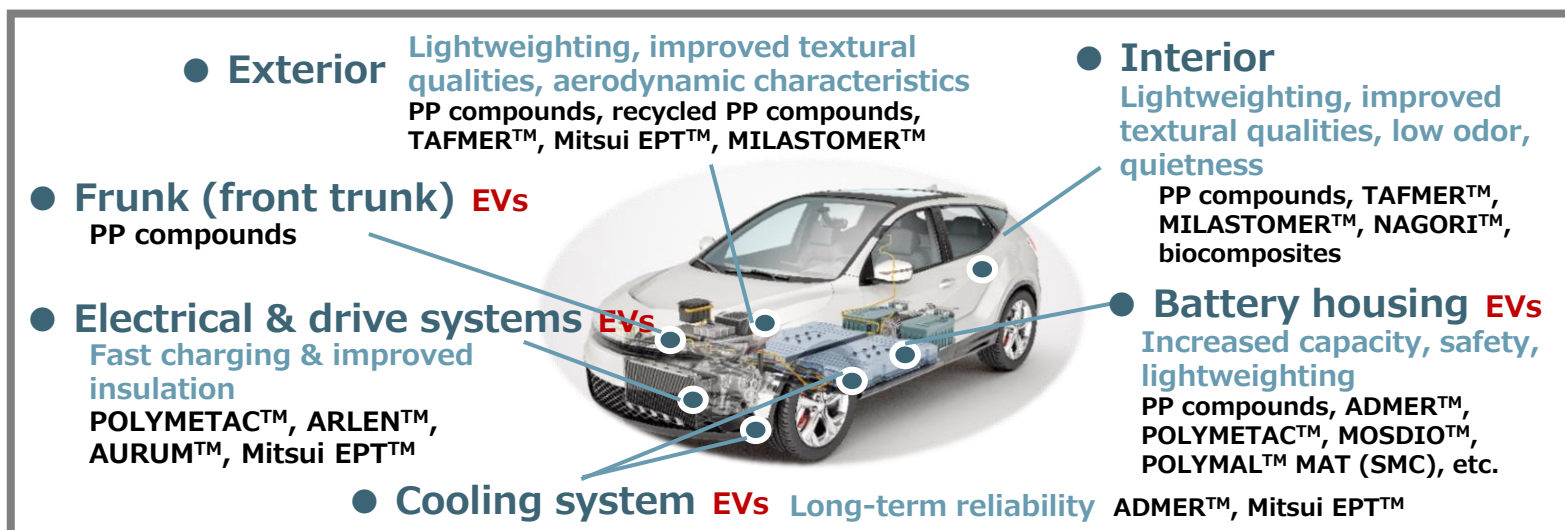 ● Exterior
Lightweighting, improved textural
qualities, aerodynamic characteristics
PP compounds, recycled PP compounds,
TAFMER™, Mitsui EPT™, MILASTOMER™
● Interior
Lightweighting, improved
textural qualities, low odor,
quietness
PP compounds, TAFMER™,
MILASTOMER™, NAGORI™,
biocomposites
● Frunk (front trunk) EVs
PP compounds
● Electrical & drive systems EVs
Fast charging & improved
insulation
POLYMETAC™, ARLEN™,
AURUM™, Mitsui EPT™
● Battery housing EVs
Increased capacity, safety,
lightweighting
PP compounds, ADMER™,
POLYMETAC™, MOSDIO™,
POLYMAL™ MAT (SMC), etc.
● Cooling system EVs Long-term reliability ADMER™, Mitsui EPT™